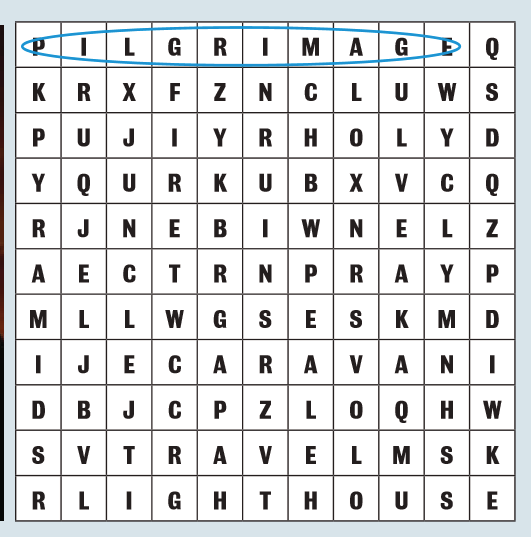 P I L G R I M A G E Q
K R X F Z N C L U W S
P U J I Y R H O L Y D
Y Q U R K U B X V C Q
R J N E B I W N E L Z
A E C T R N P R A Y P
M L L W G S E S K M D
I J E C A R A V A N I
D B J C P Z L O Q H W
S V T R A V E L M S K
R L I G H T H O U S E